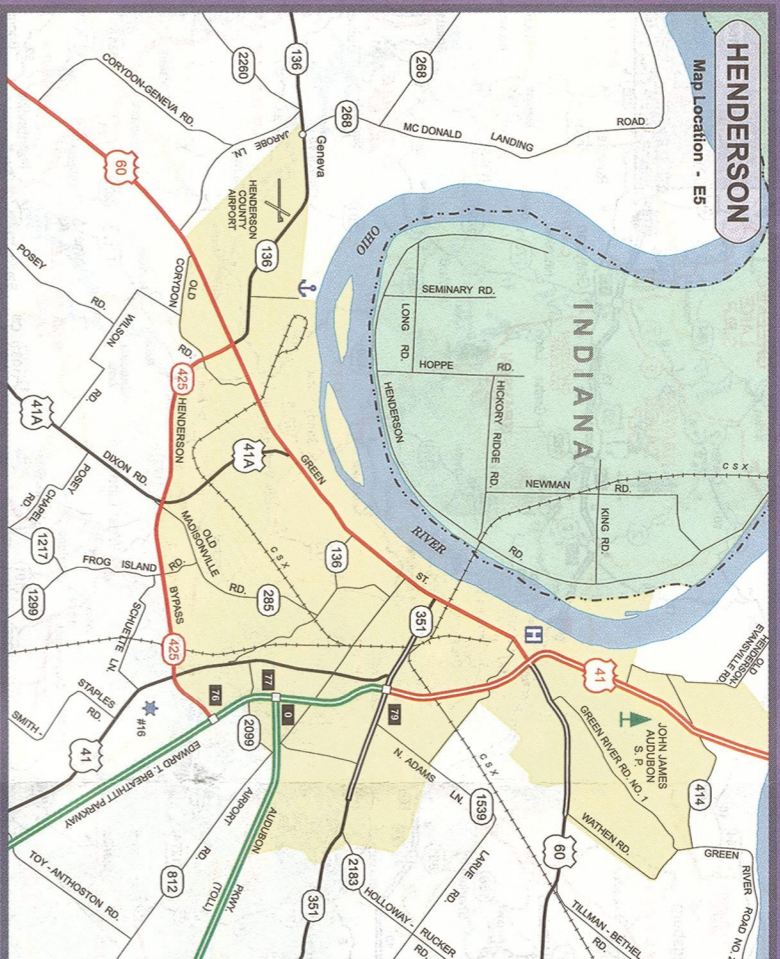 HENDERSON
Map Location - E5
136
2260
268
CORYDON-GENEVA RD.
268
MC DONALD LANDING ROAD
JAROBE LN.
Geneva
60
HENDERSON
COUNTY
AIRPORT
136
OIHO
SEMINARY RD.
LONG RD.
HOPPE RD.
HENDERSON
HICKORY RIDGE RD.
NEWMAN RD.
KING RD.
RD.
INDIANA
CSX
OLD
CORYDON
RD.
POSEY RD.
WILSON RD.
425
HENDERSON
41A
41A
DIXON RD.
GREEN
RIVER
POSEY
CHAPEL
RD.
1217
OLD
MADISONVILLE
RD.
CSX
136
ST.
FROG ISLAND RD.
285
BYPASS
1299
SCHUETTE LN.
351
H
41
OLD
HENDERSON-
EVANSVILLE RD.
425
STAPLES
RD.
SMITH-
#16
76
77
0
79
2099
41
EDWARD T. BREATHITT PARKWAY
JOHN JAMES
AUDUBON
S. P.
GREEN RIVER RD. NO. 1
414
CSX
N. ADAMS LN.
1539
WATHEN RD.
60
GREEN RIVER ROAD NO. 2
AIRPORT RD.
AUDUBON
PKWY.
(TOLL)
812
TOY - ANTHOSTON RD.
2183
351
LARUE RD.
HOLLOWAY - RUCKER
RD.
TILLMAN - BETHEL
RD.